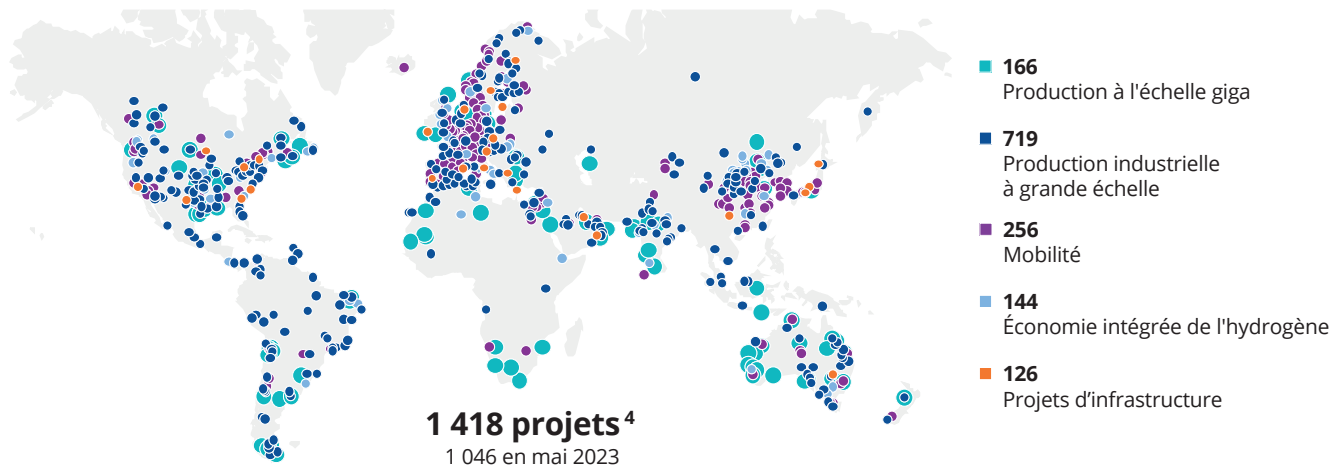 166
Production à l'échelle giga
719
Production industrielle
à grande échelle
256
Mobilité
144
Économie intégrée de l'hydrogène
126
Projets d’infrastructure
1 418 projets 4
1 046 en mai 2023